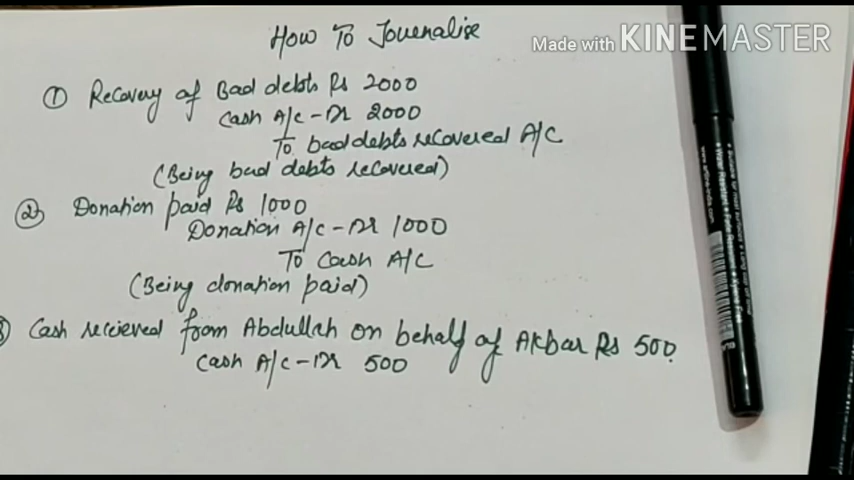 How To Journalise
Made with KINEMASTER
① Recovery of Bad debts Rs 2000
Cash A/c - Dr 2000
To bad debts recovered A/c
(Being bad debts recovered)
② Donation paid Rs 1000
Donation A/c - Dr 1000
To Cash A/c
(Being donation paid)
Cash recieved from Abdullah on behalf of Akbar Rs 500.
Cash A/c - Dr 500